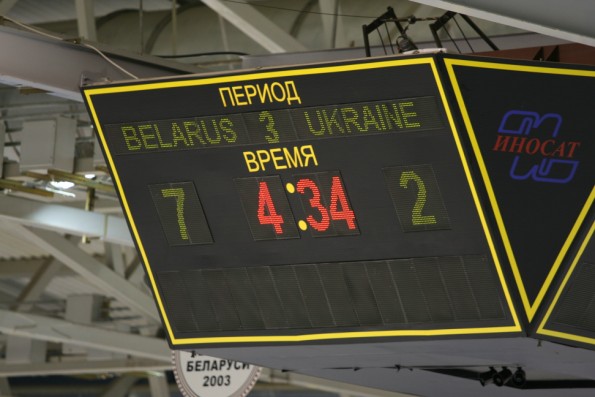 ПЕРИОД
BELARUS 3 UKRAINE
ВРЕМЯ
7 4:34 2
ИНОСАТ
БЕЛАРУСИ
2003